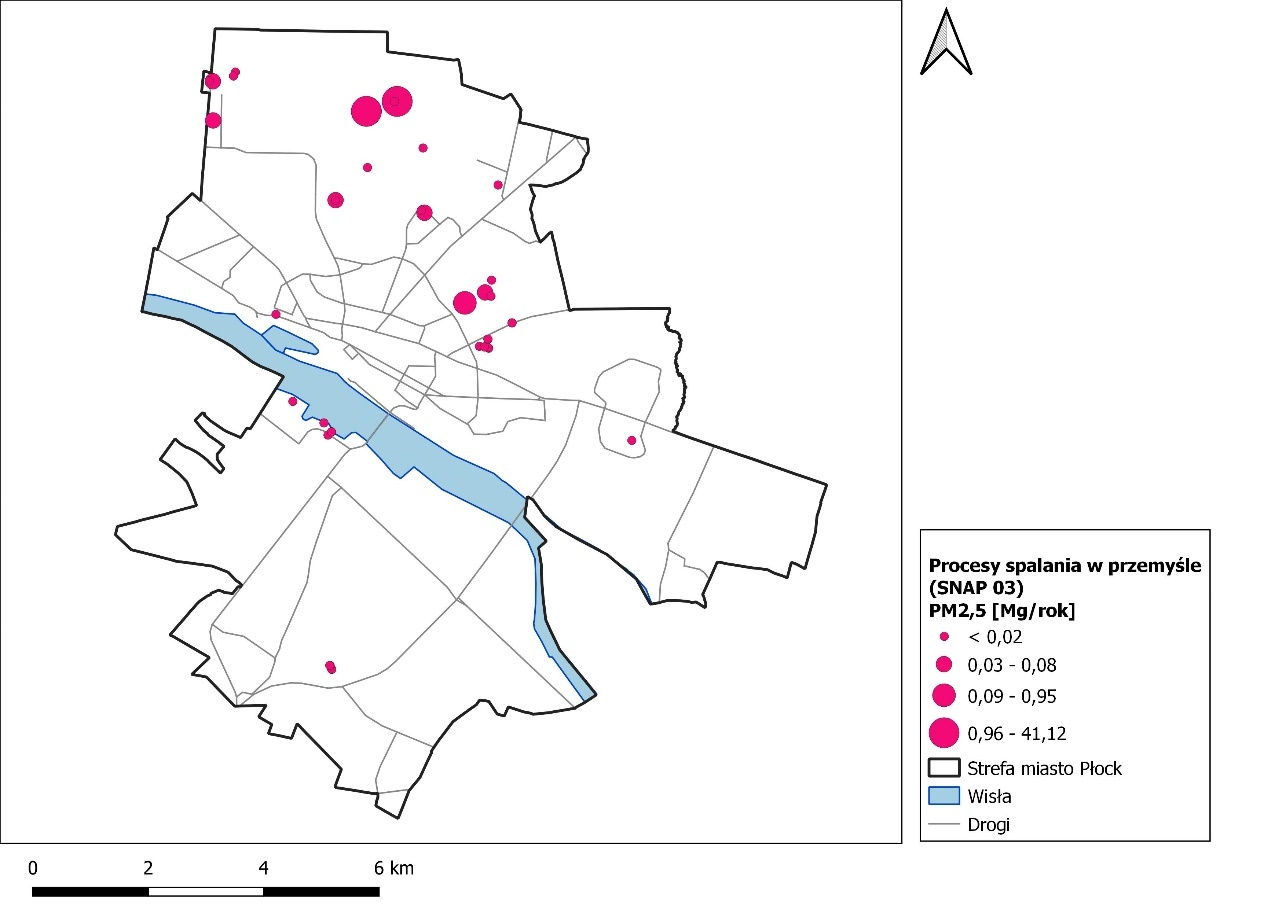 Procesy spalania w przemyśle
(SNAP 03)
PM2,5 [Mg/rok]
< 0,02
0,03 - 0,08
0,09 - 0,95
0,96 - 41,12
Strefa miasto Płock
Wisła
Drogi
0 2 4 6 km